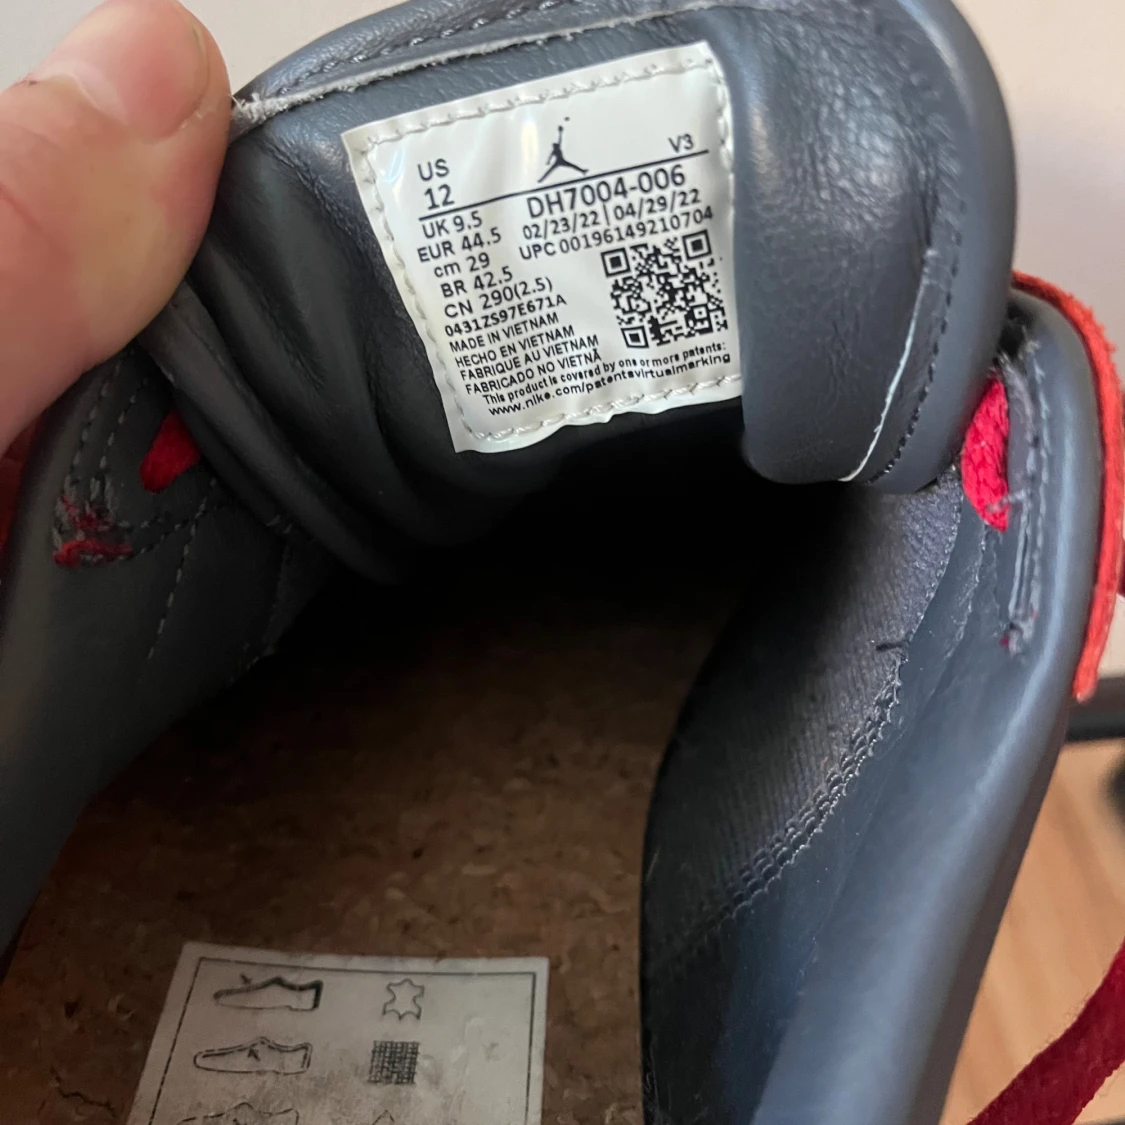 US
12
V3
UK 9.5
EUR 44.5
cm 29
BR 42.5
CN 290(2.5)
DH7004-006
02/23/22|04/29/22
UPC 00196149210704
0431ZS97E671A
MADE IN VIETNAM
HECHO EN VIETNAM
FABRIQUE AU VIETNAM
FABRICADO NO VIETNÃ
This product is covered by one or more patents:
www.nike.com/patentsvirtualmarking